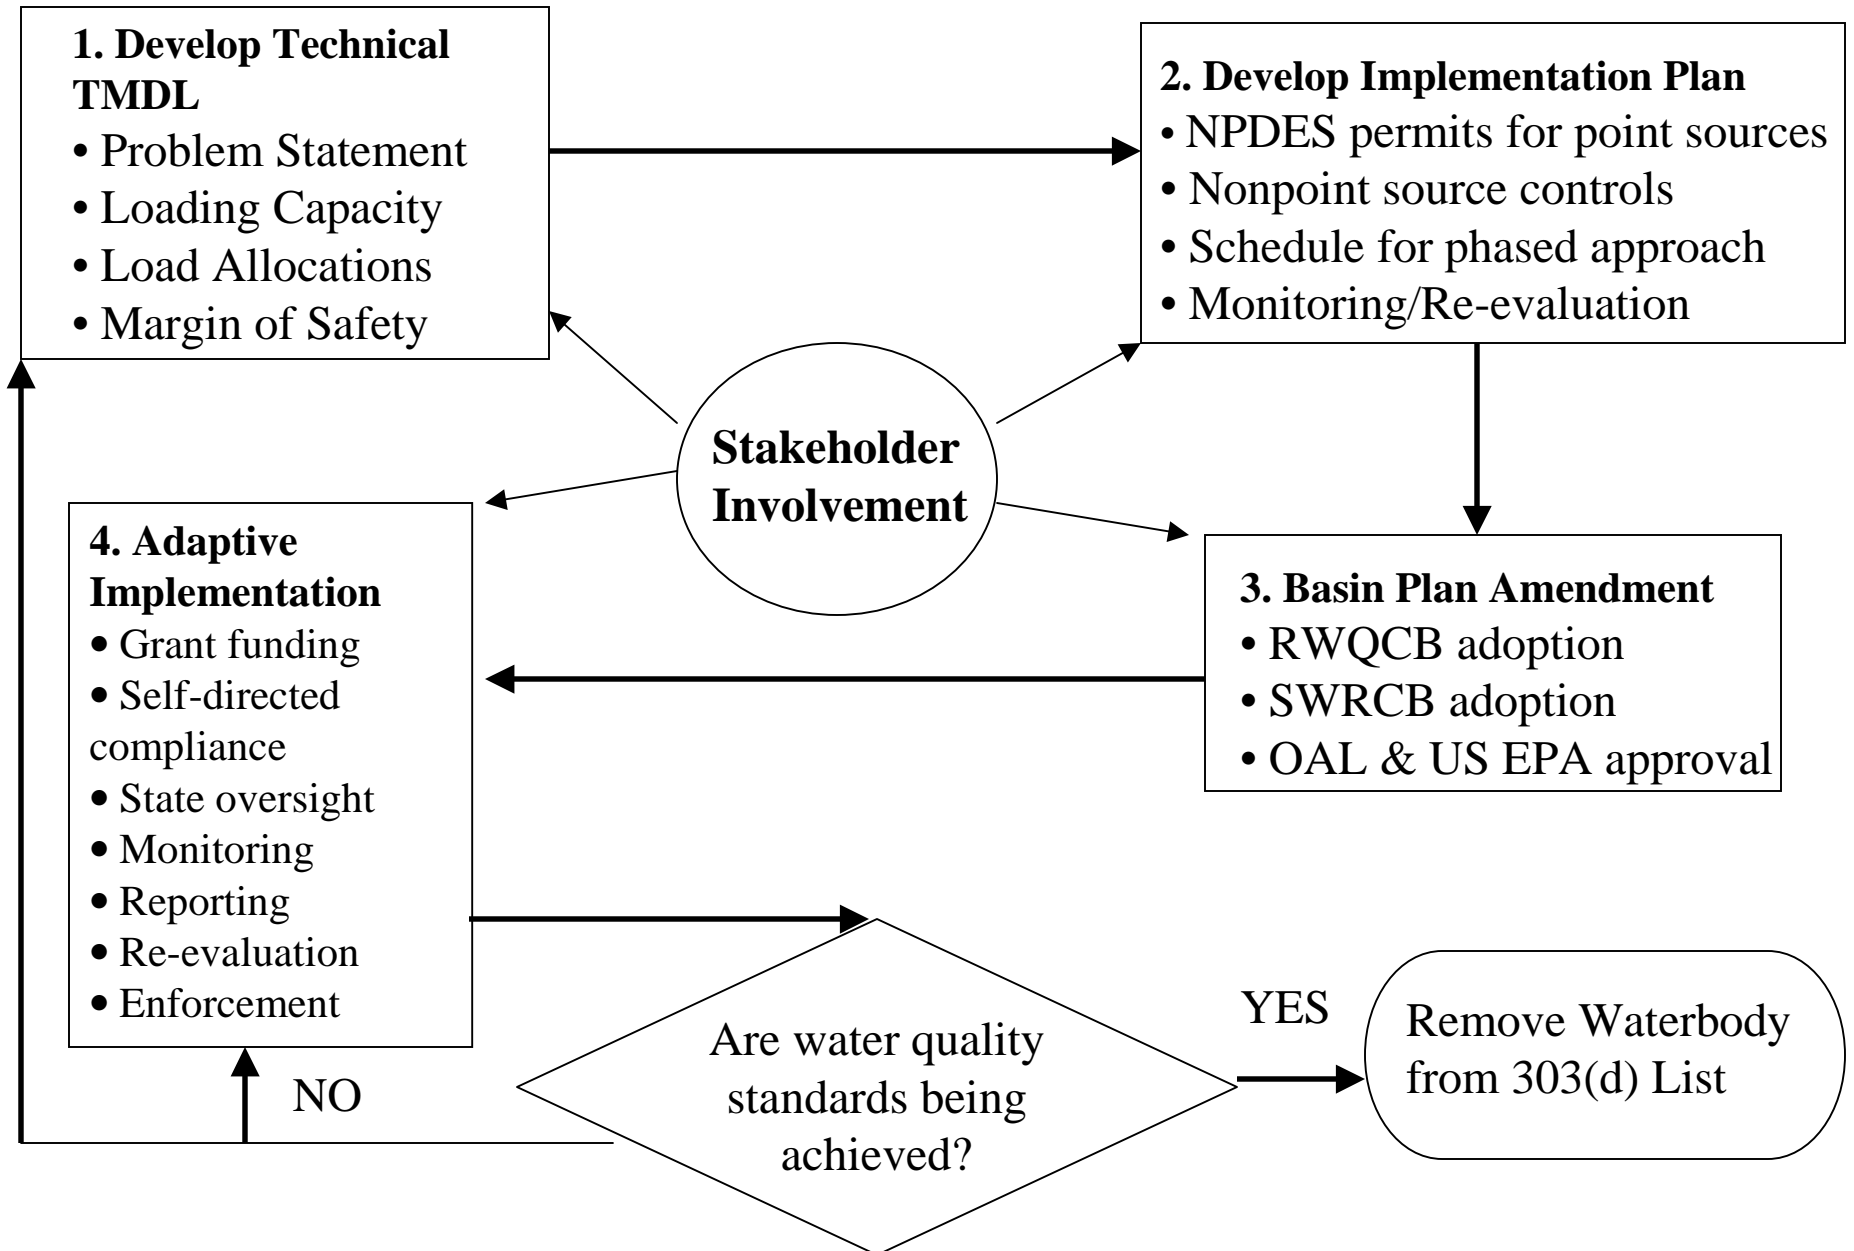 1. Develop Technical
TMDL
• Problem Statement
• Loading Capacity
• Load Allocations
• Margin of Safety
2. Develop Implementation Plan
• NPDES permits for point sources
• Nonpoint source controls
• Schedule for phased approach
• Monitoring/Re-evaluation
Stakeholder
Involvement
3. Basin Plan Amendment
• RWQCB adoption
• SWRCB adoption
• OAL & US EPA approval
4. Adaptive
Implementation
• Grant funding
• Self-directed
compliance
• State oversight
• Monitoring
• Reporting
• Re-evaluation
• Enforcement
NO
Are water quality
standards being
achieved?
YES
Remove Waterbody
from 303(d) List